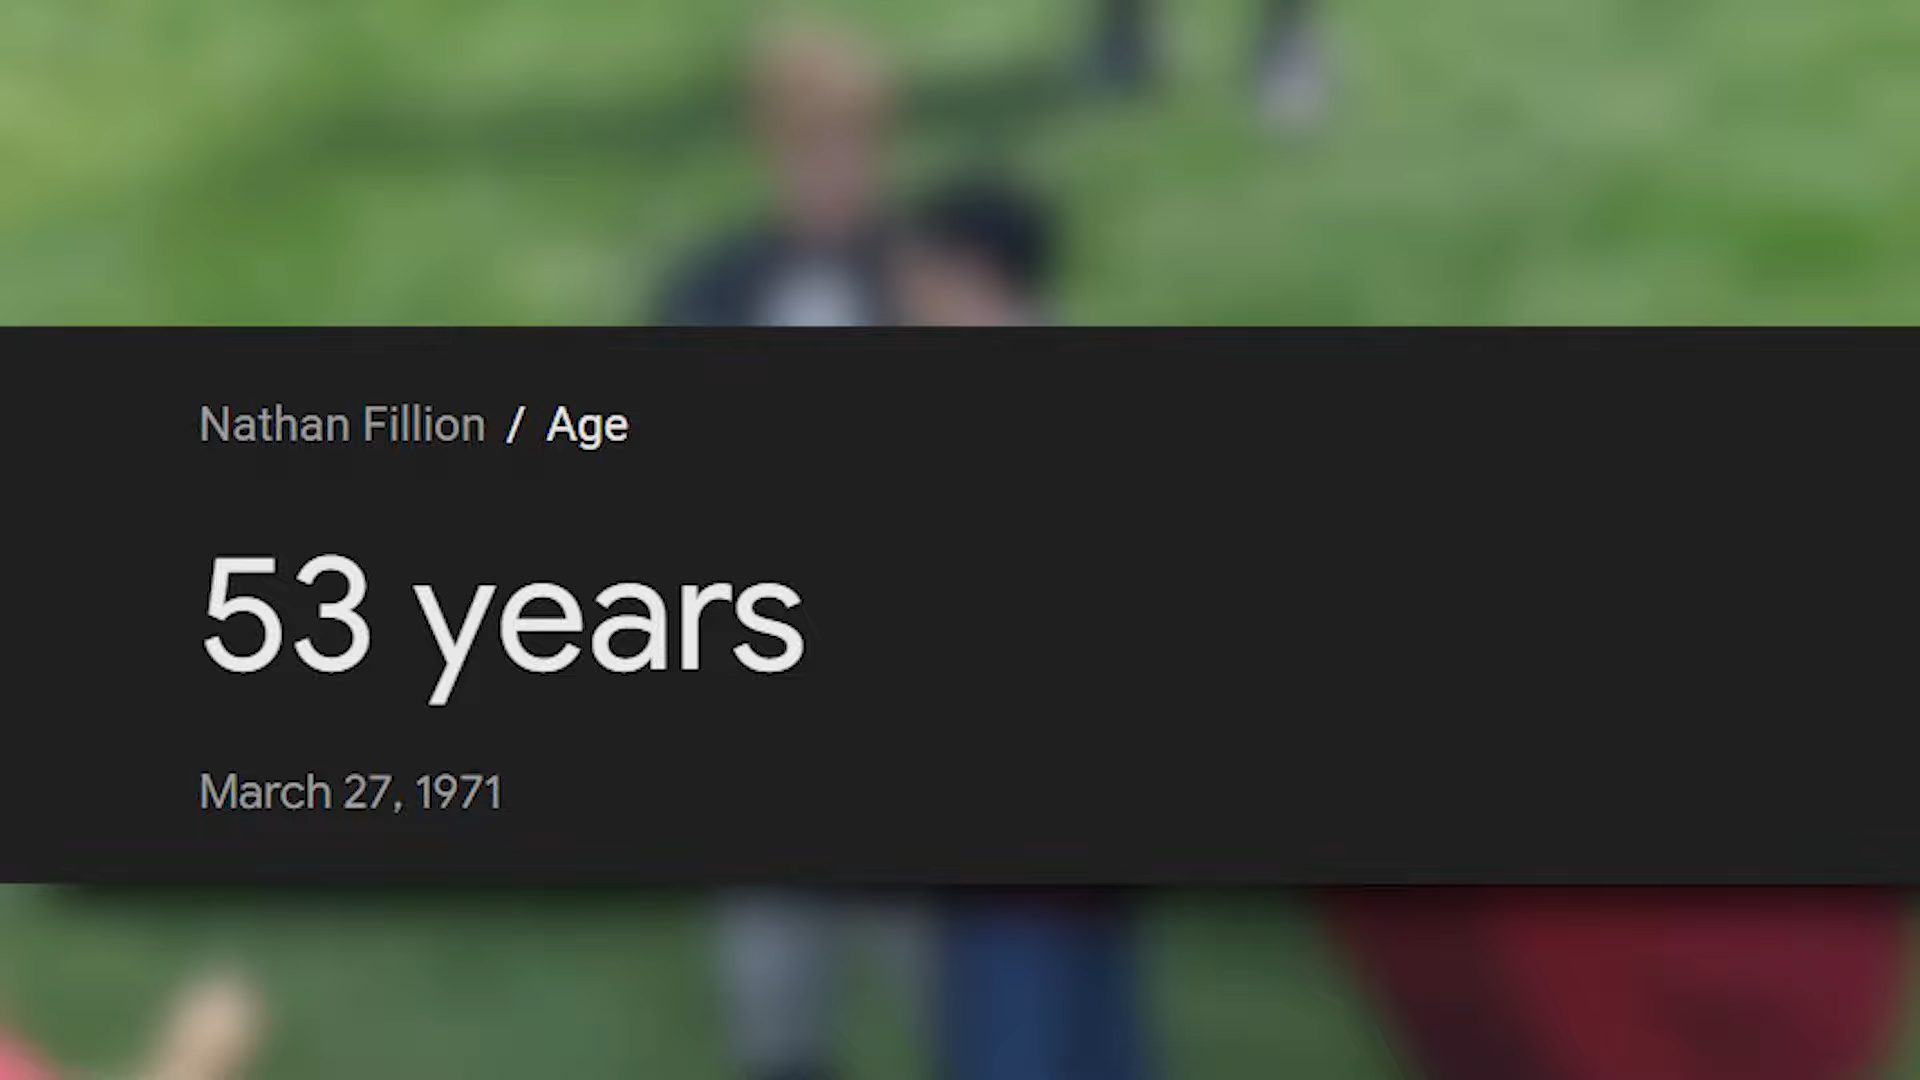 Nathan Fillion / Age
53 years
March 27, 1971